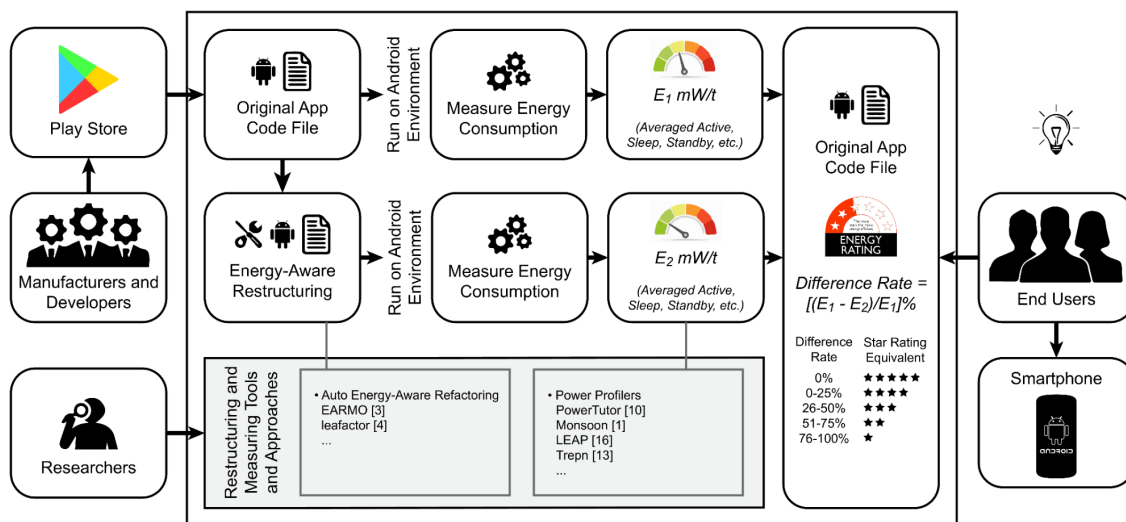 Play Store
Manufacturers and
Developers
Researchers
Original App
Code File
Run on Android
Environment
Measure Energy
Consumption
E₁ mW/t
(Averaged Active,
Sleep, Standby, etc.)
Energy-Aware
Restructuring
Run on Android
Environment
Measure Energy
Consumption
E₂ mW/t
(Averaged Active,
Sleep, Standby, etc.)
Restructuring and
Measuring Tools
and Approaches
• Auto Energy-Aware Refactoring
EARMO [3]
leafactor [4]
...
• Power Profilers
PowerTutor [10]
Monsoon [1]
LEAP [16]
Trepn [13]
...
Original App
Code File
ENERGY
RATING
Difference Rate =
[(E₁ - E₂)/E₁]%
Difference Rate
Star Rating Equivalent
0% ★★★★★
0-25% ★★★★
26-50% ★★★
51-75% ★★
76-100% ★
End Users
Smartphone
ANDROID